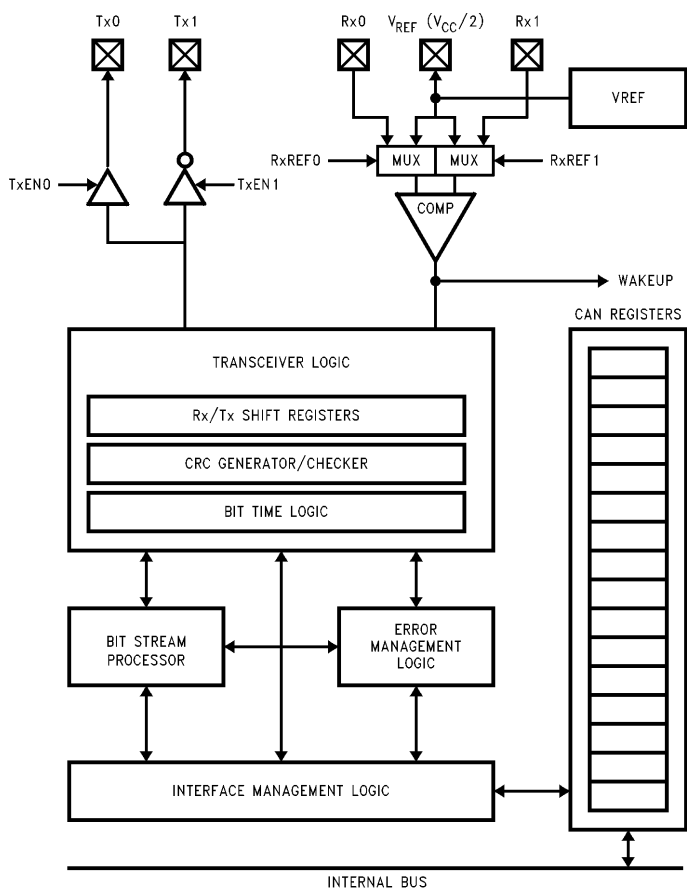 Tx0 Tx1 Rx0 VREF (VCC/2) Rx1
VREF
RxREF0 MUX MUX RxREF1
TxEN0 TxEN1 COMP
WAKEUP
CAN REGISTERS
TRANSCEIVER LOGIC
Rx/Tx SHIFT REGISTERS
CRC GENERATOR/CHECKER
BIT TIME LOGIC
BIT STREAM
PROCESSOR
ERROR
MANAGEMENT
LOGIC
INTERFACE MANAGEMENT LOGIC
INTERNAL BUS